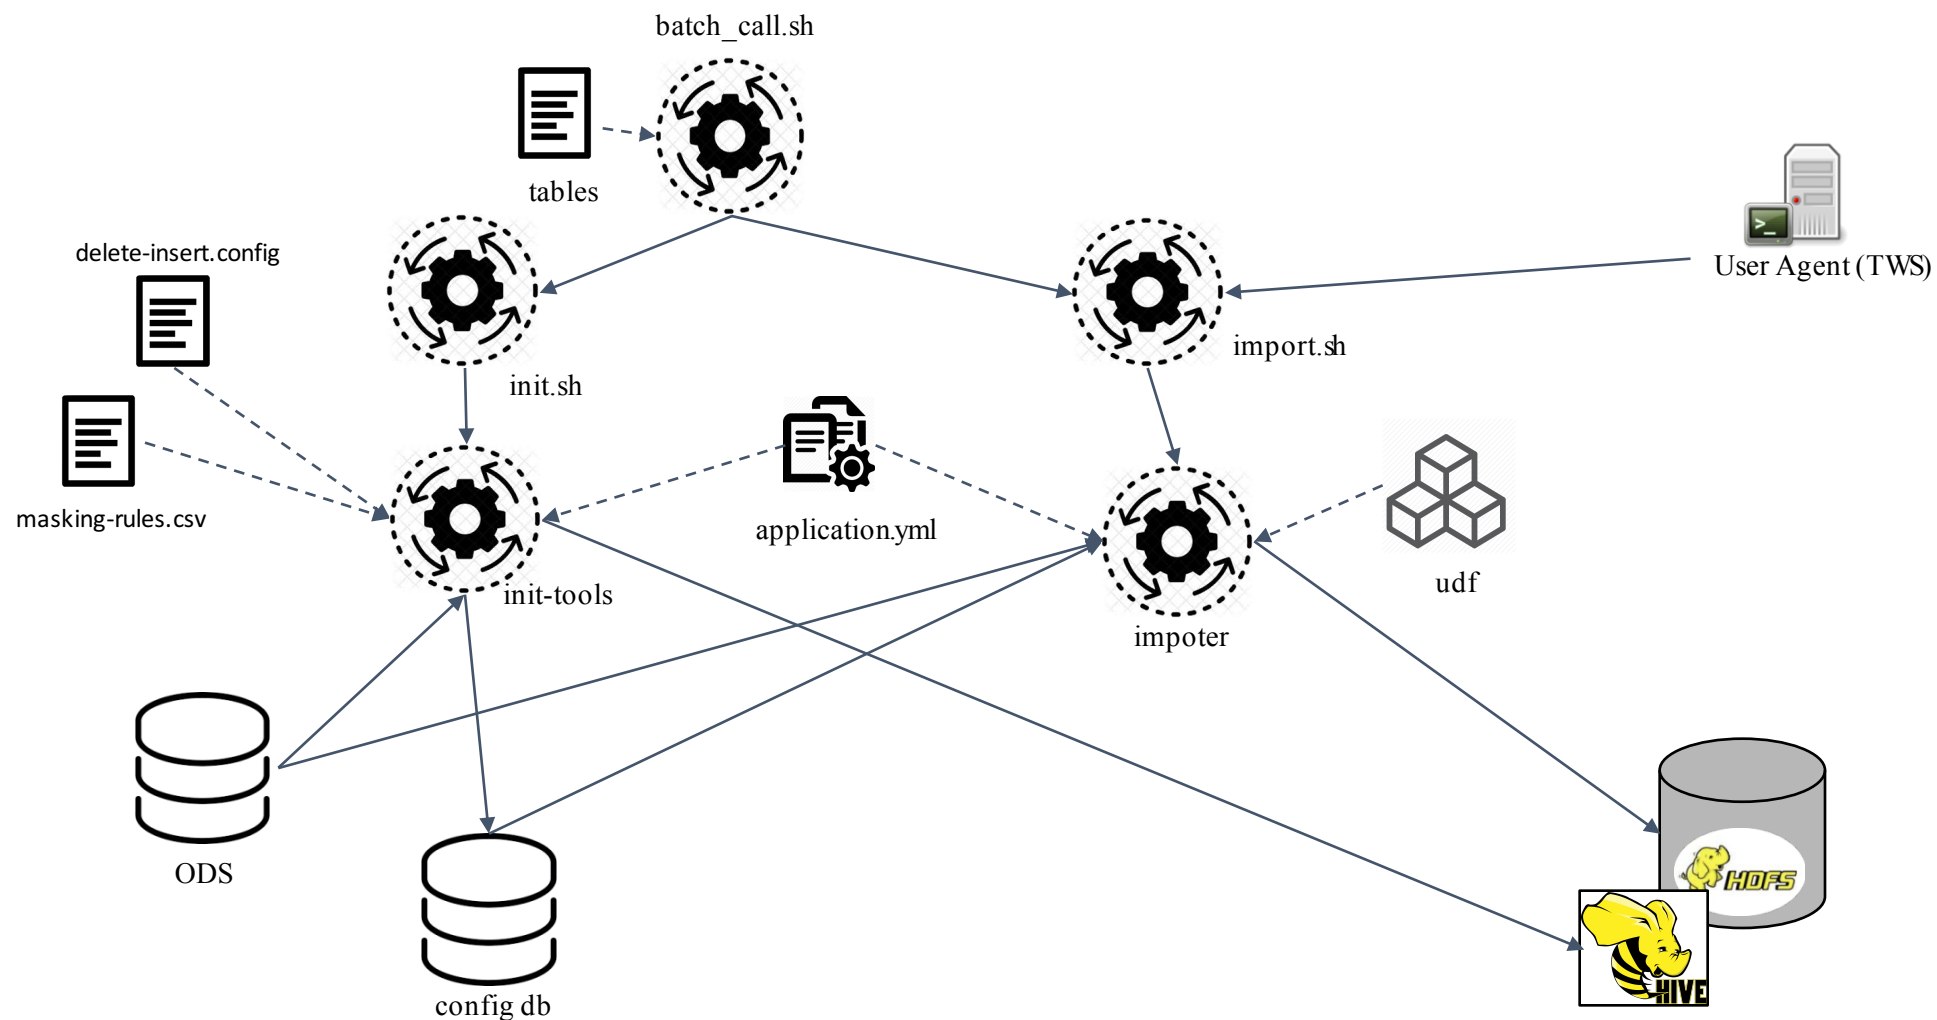 batch_call.sh
tables
delete-insert.config
>_
User Agent (TWS)
import.sh
init.sh
masking-rules.csv
application.yml
init-tools
udf
impoter
ODS
HDFS
HIVE
config db